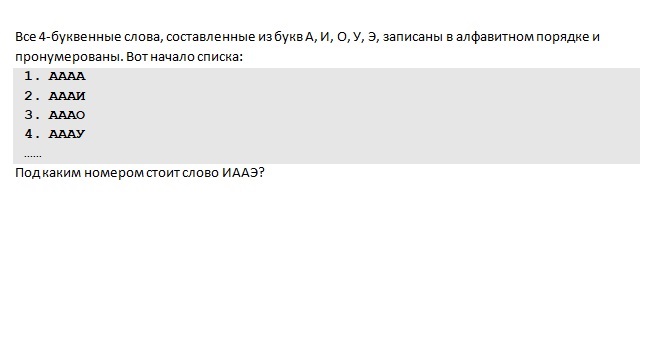 Все 4-буквенные слова, составленные из букв А, И, О, У, Э, записаны в алфавитном порядке и
пронумерованы. Вот начало списка:
1. АААА
2. АААИ
3. АААО
4. АААУ
......
Под каким номером стоит слово ИААЭ?